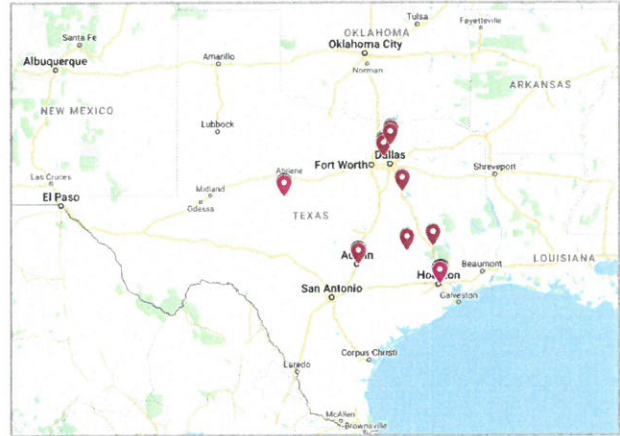 Tulsa
Fayetteville
OKLAHOMA
Santa Fe
Oklahoma City
Albuquerque
Amarillo
Norman
ARKANSAS
NEW MEXICO
Lubbock
Fort Worth
Dallas
Las Cruces
Abilene
Shreveport
Midland
El Paso
Odessa
TEXAS
LOUISIANA
Beaumont
San Antonio
Galveston
Corpus Christi
Laredo
McAllen
Brownsville